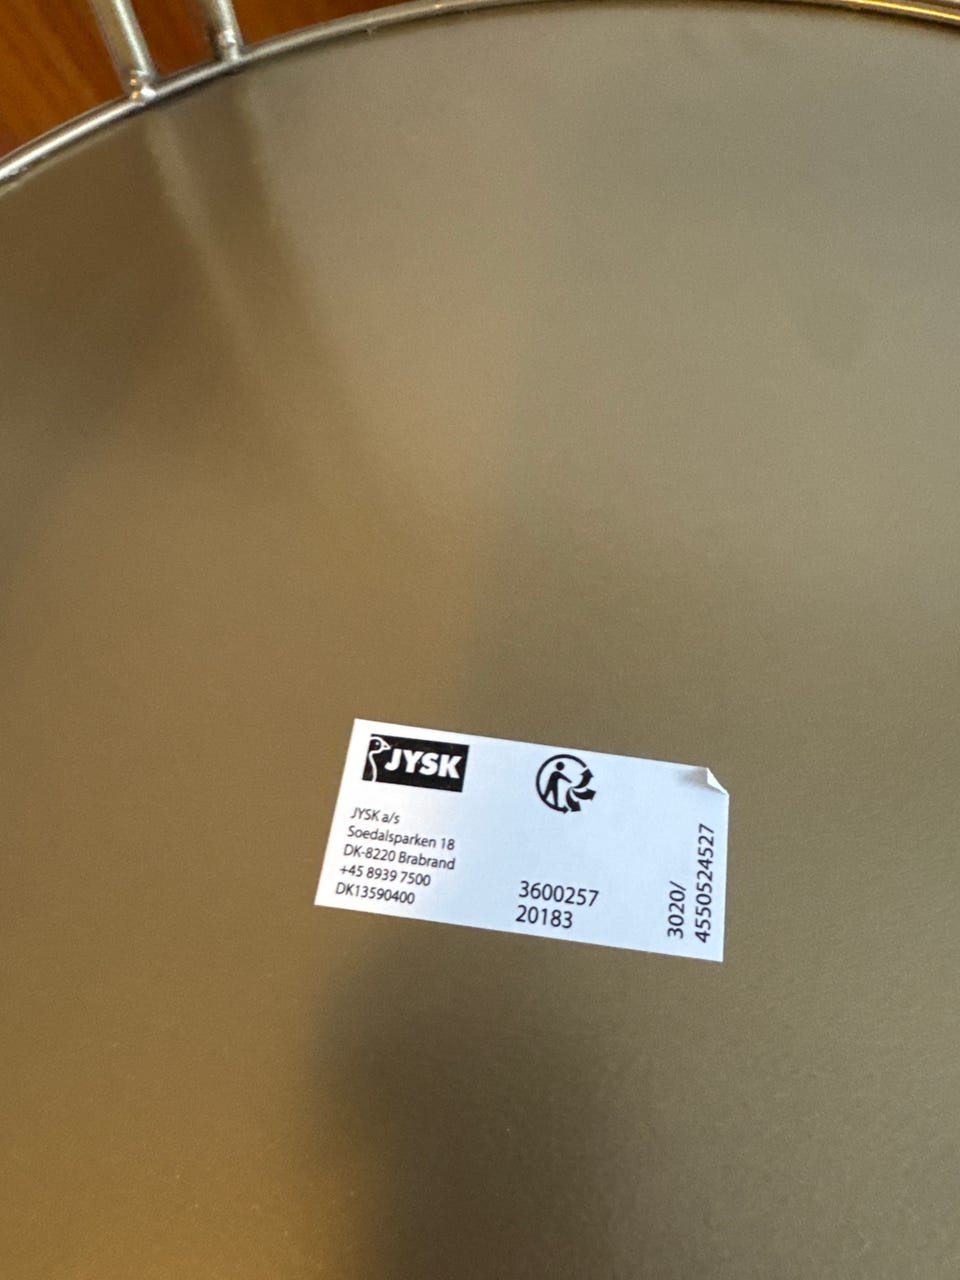 JYSK
JYSK a/s
Soedalsparken 18
DK-8220 Brabrand
+45 8939 7500
DK13590400
3600257
20183
3020/
4550524527